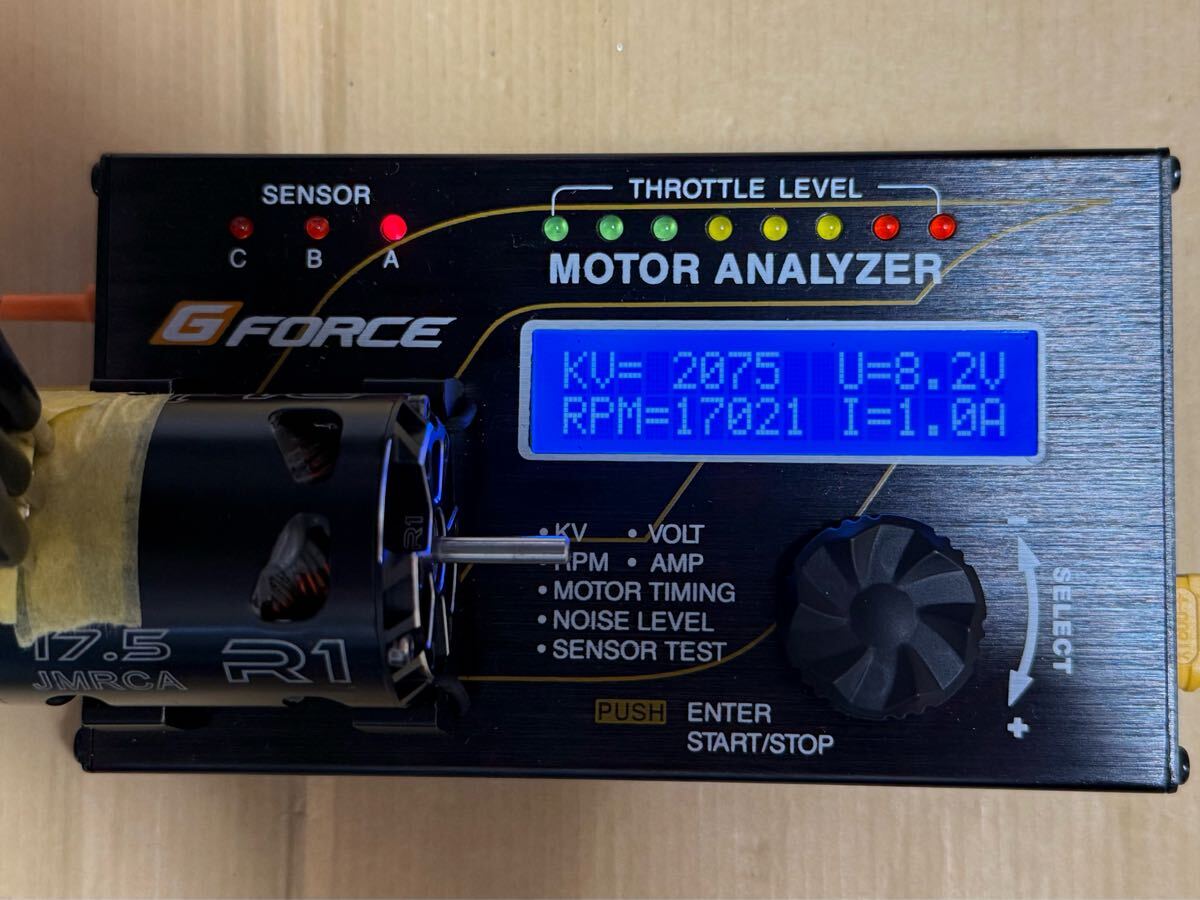 SENSOR
C B A
THROTTLE LEVEL
MOTOR ANALYZER
G FORCE
KV= 2075 U=8.2V
RPM=17021 I=1.0A
• KV • VOLT
RPM • AMP
• MOTOR TIMING
• NOISE LEVEL
• SENSOR TEST
SELECT
+
PUSH ENTER
START/STOP
R1
17.5 R1
JMRCA